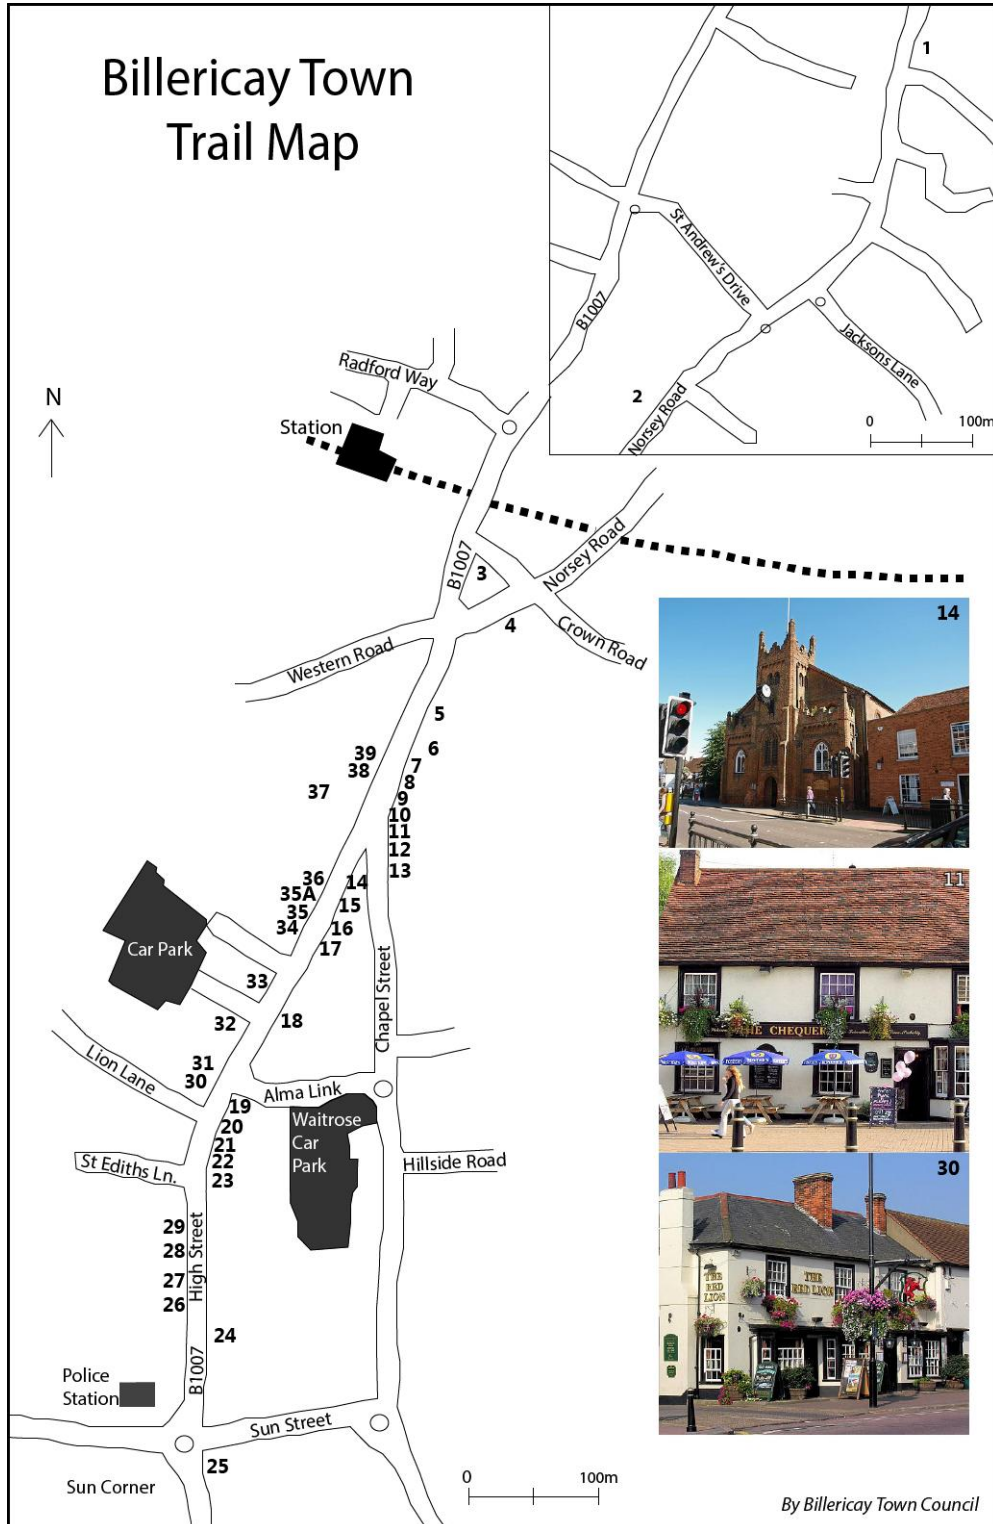 Billericay Town
Trail Map
1
St Andrew's Drive
B1007
Jacksons Lane
2
Norsey Road
0 100m
N
Radford Way
Station
B1007
3
Norsey Road
4
Crown Road
Western Road
5
6
39
7
38
8
37
9
10
11
12
13
36
14
35A
15
35
34
16
17
Car Park
33
Chapel Street
32
18
Lion Lane
31
30
Alma Link
19
Waitrose
Car
Park
20
21
22
23
St Ediths Ln.
Hillside Road
29
28
High Street
27
26
24
B1007
Police
Station
Sun Street
25
Sun Corner
0 100m
By Billericay Town Council
14
11
THE CHEQUER
30
THE
RED
LION
THE
RED LION